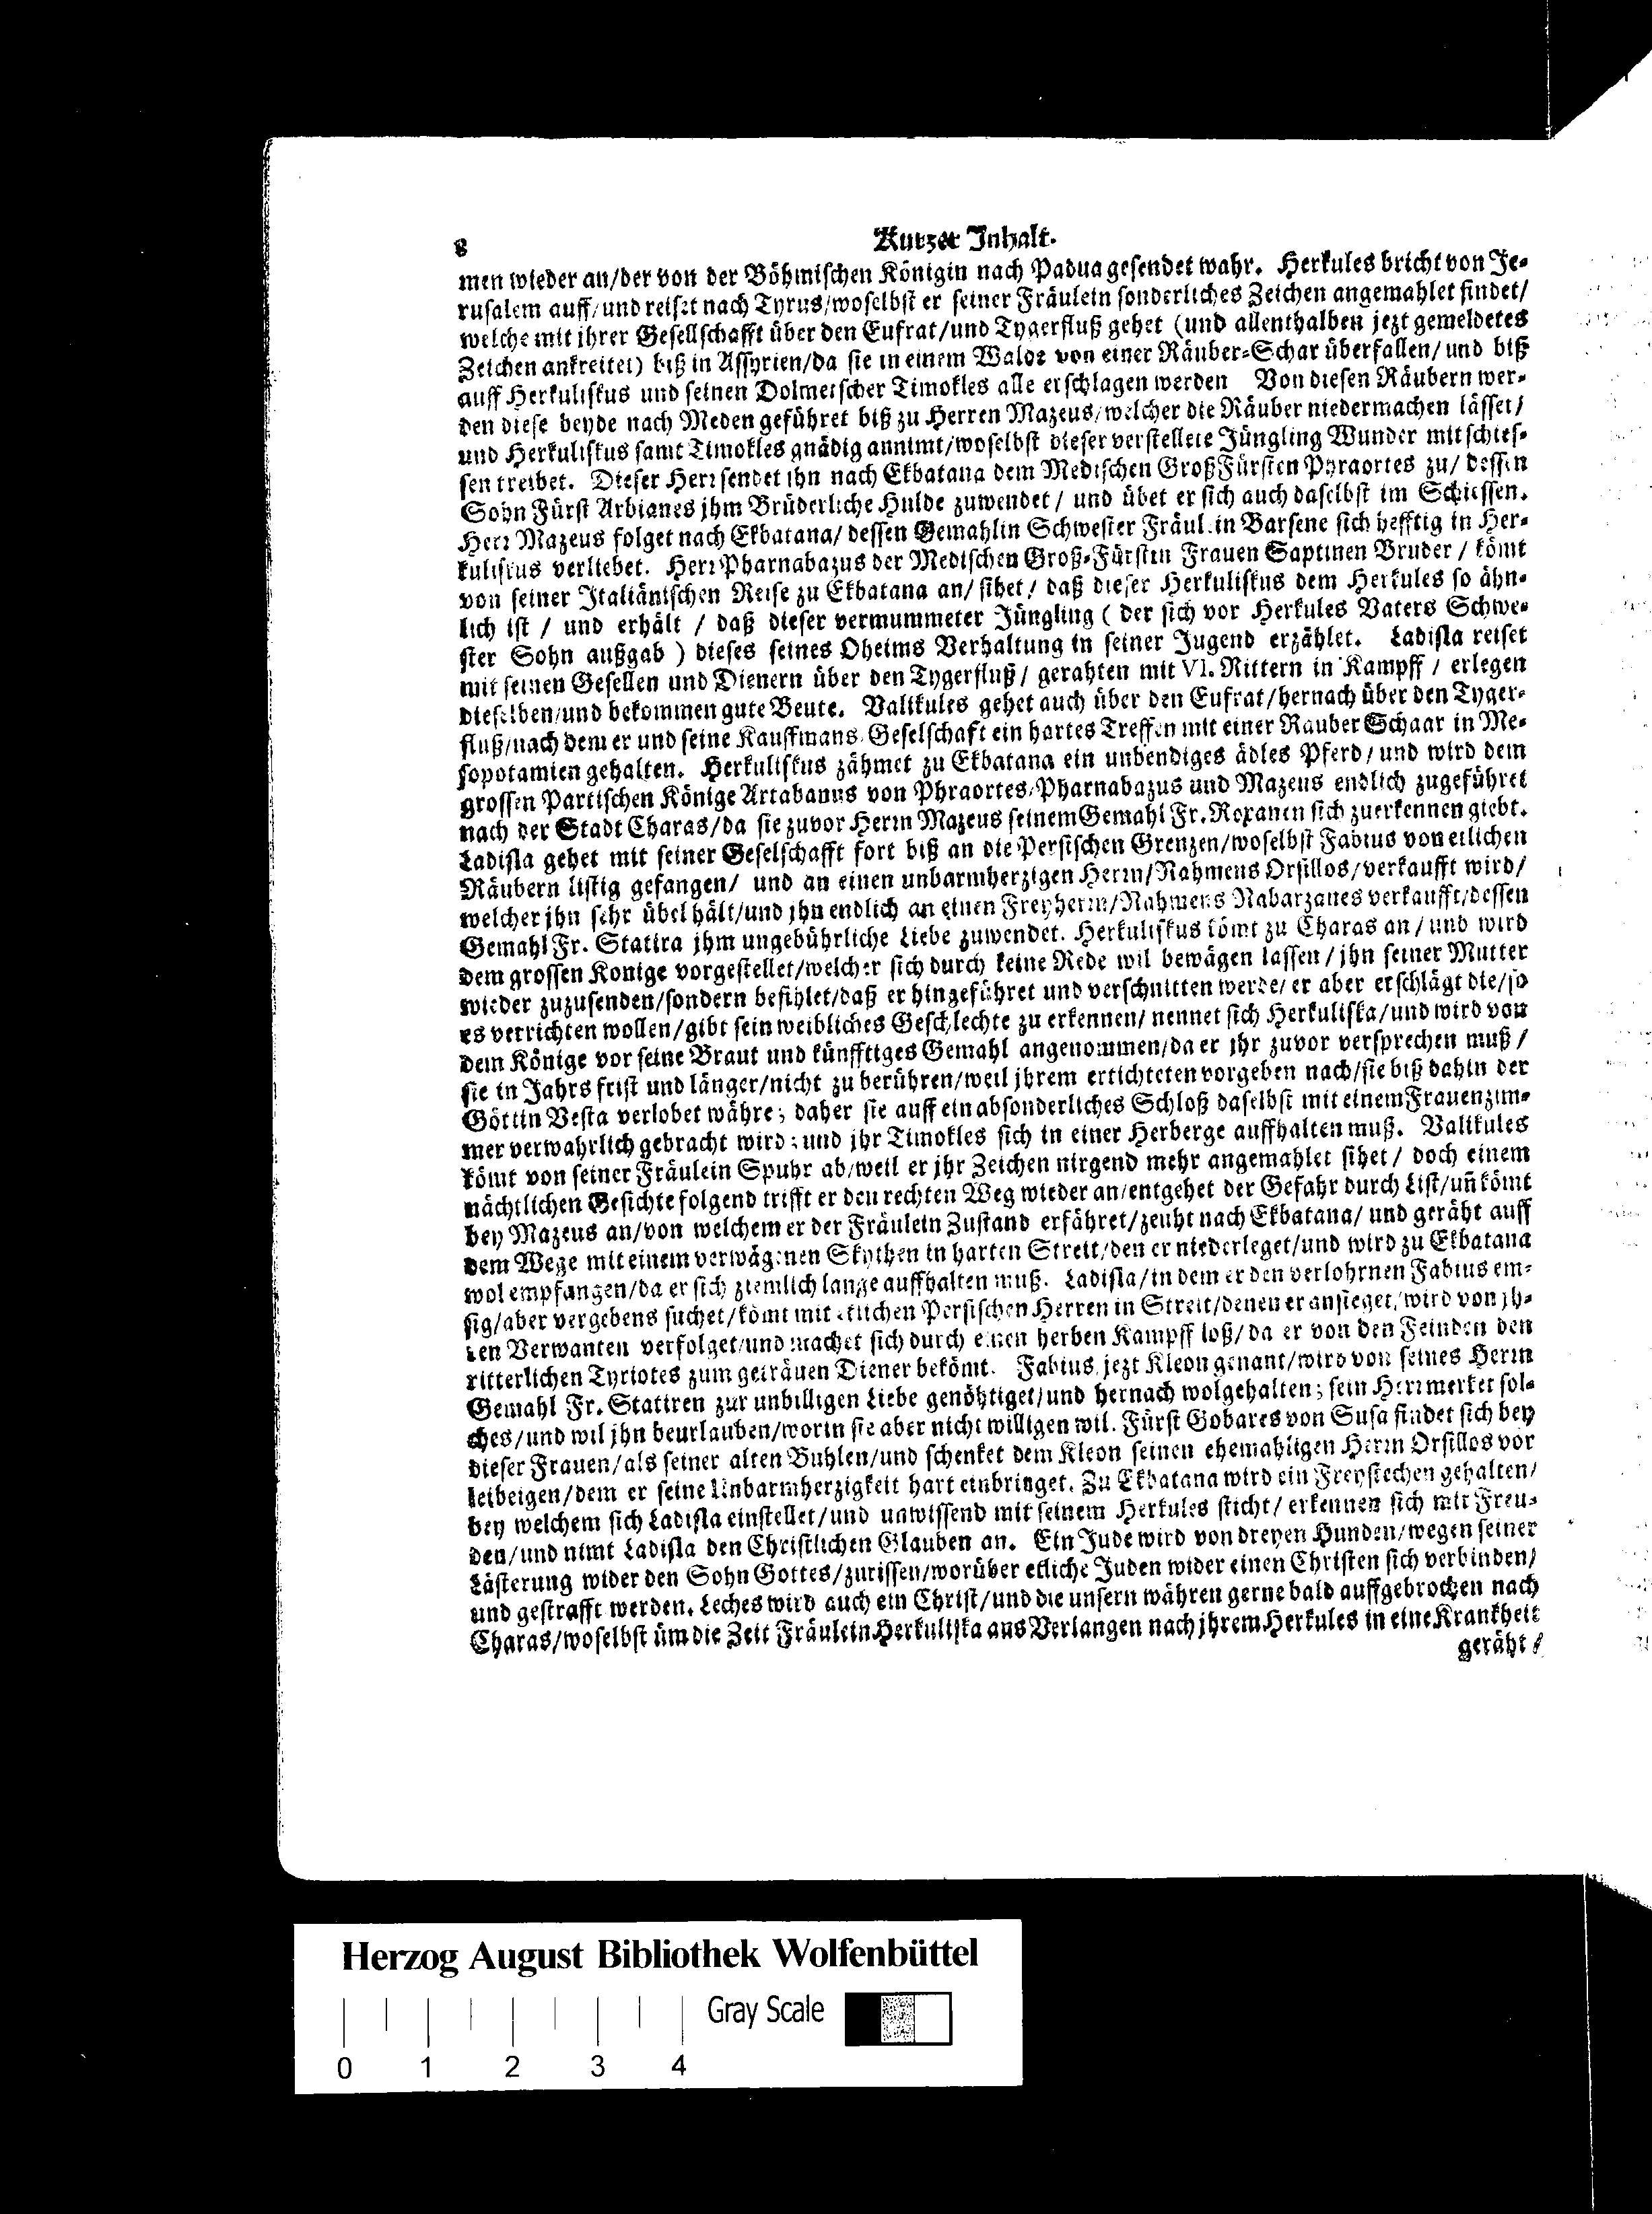 8
Kurzer Inhalt.
men wieder an/der von der Böhmischen Königin nach Padua gesendet wahr. Herkules bricht von Je-
rusalem auff/und reiset nach Tyrus/woselbst er seiner Fräulein sonderliches Zeichen angemahlet findet/
welche mit ihrer Gesellschafft über den Eufrat/und Tygerfluß gehet (und allenthalben jezt gemeldetes
Zeichen ankreitet) biß in Assyrien/da sie in einem Walde von einer Räuber-Schar überfallen/und biß
auff Herkuliskus und seinen Dolmetscher Timokles alle erschlagen werden Von diesen Räubern wer-
den diese beyde nach Meden geführet biß zu Herren Mazeus/welcher die Räuber niedermachen lässet/
und Herkuliskus samt Timokles gnädig annimt/woselbst dieser verstellete Jüngling Wunder mit schies-
sen treibet. Dieser Herr sendet ihn nach Ekbatana dem Medischen GroßFürsten Phraortes zu/dessen
Sohn Fürst Arbianes jhm Brüderliche Hulde zuwendet/ und übet er sich auch daselbst im Schiessen.
Herr Mazeus folget nach Ekbatana/dessen Gemahlin Schwester Fräulein Barsene sich hefftig in Her-
kuliskus verliebet. Herr Pharnabazus der Medischen Groß-Fürstin Frauen Saptinen Bruder / kömt
von seiner Italiänischen Reise zu Ekbatana an/ sihet/ daß dieser Herkuliskus dem Herkules so ähn-
lich ist / und erhält / daß dieser vermummeter Jüngling ( der sich vor Herkules Vaters Schwe-
ster Sohn außgab ) dieses seines Oheims Verhaltung in seiner Jugend erzählet. Ladisla reiset
mit seinen Gesellen und Dienern über den Tygerfluß/ gerahten mit VI. Rittern in Kampff / erlegen
dieselben/und bekommen gute Beute. Valikules gehet auch über den Eufrat/hernach über den Tyger-
fluß/nach dem er und seine Kauffmans Geselschaft ein hartes Treffen mit einer Rauber Schaar in Me-
sopotamien gehalten. Herkuliskus zähmet zu Ekbatana ein unbendiges ädles Pferd/und wird dem
grossen Partischen Könige Artabanus von Phraortes/Pharnabazus und Mazeus endlich zugeführet
nach der Stadt Charas/da sie zuvor Herrn Mazeus seinem Gemahl Fr. Roxanen sich zuerkennen giebt.
Ladisla gehet mit seiner Geselschafft fort biß an die Persischen Grenzen/woselbst Fabius von etlichen
Räubern listig gefangen/ und an einen unbarmherzigen Herrn/Nahmens Orsillos/verkaufft wird/
welcher jhn sehr übel hält/und jhn endlich an einen Freyherrn/Nahmens Nabarzanes verkaufft/dessen
Gemahl Fr. Statira jhm ungebührliche Liebe zuwendet. Herkuliskus kömt zu Charas an/und wird
dem grossen Konige vorgestellet/welcher sich durch keine Rede wil bewägen lassen/jhn seiner Mutter
wieder zuzusenden/sondern befihlet/daß er hingeführet und verschnitten werde/er aber erschlägt die/so
es verrichten wollen/gibt sein weibliches Geschlechte zu erkennen/nennet sich Herkuliska/und wird von
dem Könige vor seine Braut und künfftiges Gemahl angenommen/da er jhr zuvor versprechen muß/
sie in Jahrs frist und länger/nicht zu berühren/weil jhrem ertichteten vorgeben nach/sie biß dahin der
Göttin Vesta verlobet währe; daher sie auff ein absonderliches Schloß daselbst mit einem Frauenzim-
mer verwahrlich gebracht wird; und jhr Timokles sich in einer Herberge auffhalten muß. Valikules
kömt von seiner Fräulein Spuhr ab/weil er jhr Zeichen nirgend mehr angemahlet sihet/ doch einem
nächtlichen Gesichte folgend trifft er den rechten Weg wieder an/entgehet der Gefahr durch List/uñ kömt
bey Mazeus an/von welchem er der Fräulein Zustand erfähret/zeuht nach Ekbatana/ und geräht auff
dem Wege mit einem verwägenen Skythen in harten Streit/den er niederleget/und wird zu Ekbatana
wol empfangen/da er sich ziemlich lange auffhalten muß. Ladisla/in dem er den verlohrnen Fabius em-
sig/aber vergebens suchet/kömt mit etlichen Persischen Herren in Streit/denen er ansieget/wird von jh-
ren Verwanten verfolget/und machet sich durch einen herben Kampff loß/da er von den Feinden den
ritterlichen Tyriotes zum geträuen Diener bekömt. Fabius jezt Kleon genant/wird von seines Herrn
Gemahl Fr. Statiren zur unbilligen Liebe genöhtiget/und hernach wolgehalten; sein Herr merket sol-
ches/und wil jhn beurlauben/worin sie aber nicht willigen wil. Fürst Gobares von Susa findet sich bey
dieser Frauen/als seiner alten Buhlen/und schenket dem Kleon seinen ehemahligen Herrn Orsillos vor
leibeigen/dem er seine Unbarmherzigkeit hart einbringet. Zu Ekbatana wird ein Freystechen gehalten/
bey welchem sich Ladisla einstellet/und unwissend mit seinem Herkules sticht/erkennen sich mit Freu-
den/und nimt Ladisla den Christlichen Glauben an. Ein Jude wird von dreyen Hunden/wegen seiner
Lästerung wider den Sohn Gottes/zurissen/worüber etliche Juden wider einen Christen sich verbinden/
und gestrafft werden. Leches wird auch ein Christ/und die unsern währen gerne bald auffgebrochen nach
Charas/woselbst üm die Zeit Fräulein Herkuliska aus Verlangen nach jhrem Herkules in eine Krankheit
geräht/
Herzog August Bibliothek Wolfenbüttel
Gray Scale
0 1 2 3 4